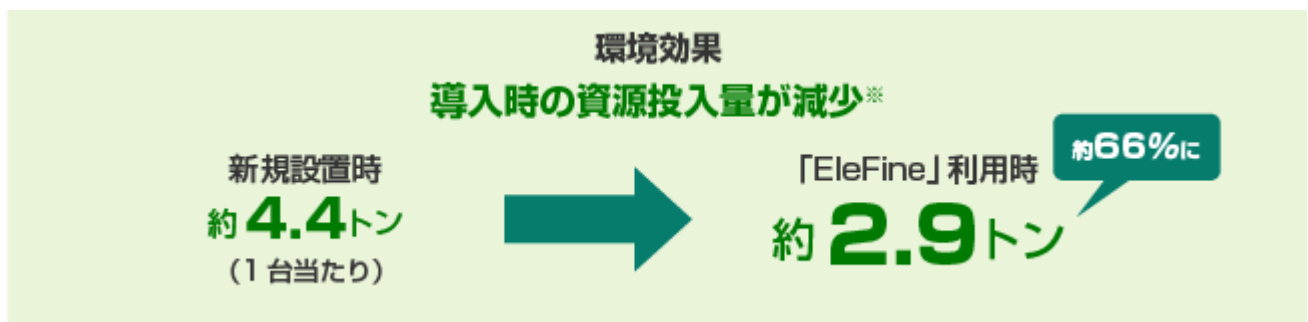 環境効果
導入時の資源投入量が減少※
新規設置時
約4.4トン
(1台当たり)
「EleFine」利用時
約2.9トン
約66%に